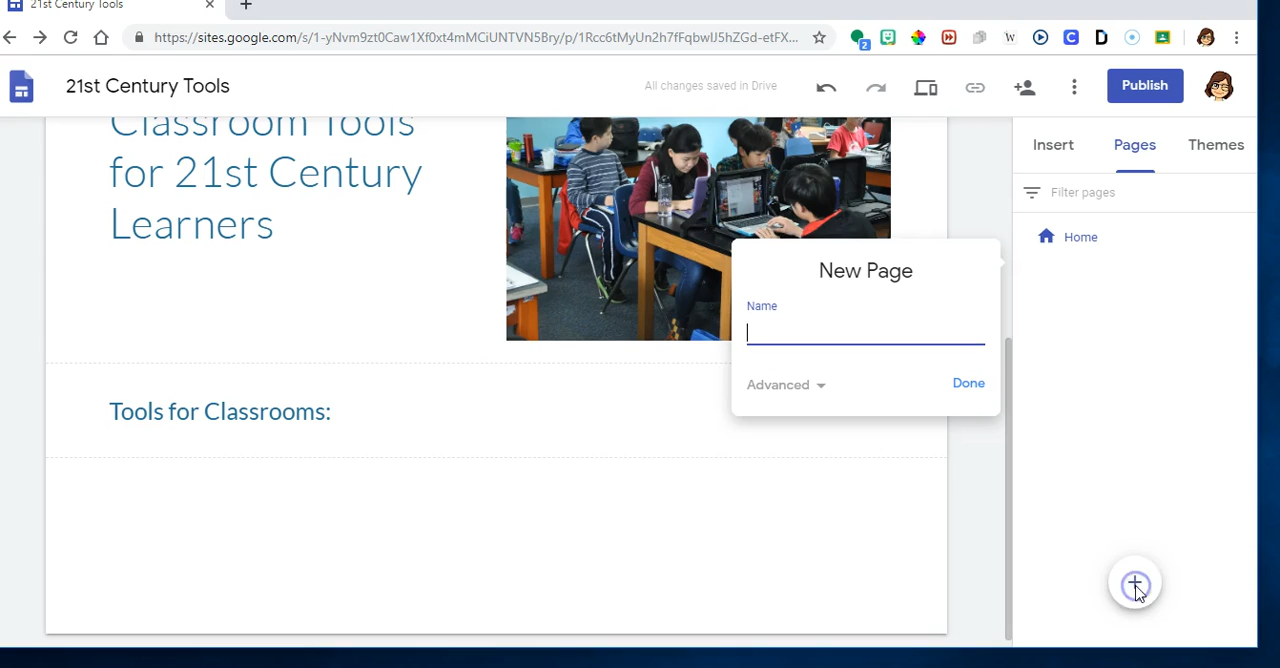 21st Century Tools
https://sites.google.com/s/1-yNvm9zt0Caw1Xf0xt4mMCiUNTVN5Bry/p/1Rcc6tMyUn2h7fFqbwIJ5hZGd-etFX...
2
W
C
D
21st Century Tools
All changes saved in Drive
Publish
Classroom Tools
for 21st Century
Learners
Tools for Classrooms:
New Page
Name
Advanced
Done
Insert
Pages
Themes
Filter pages
Home